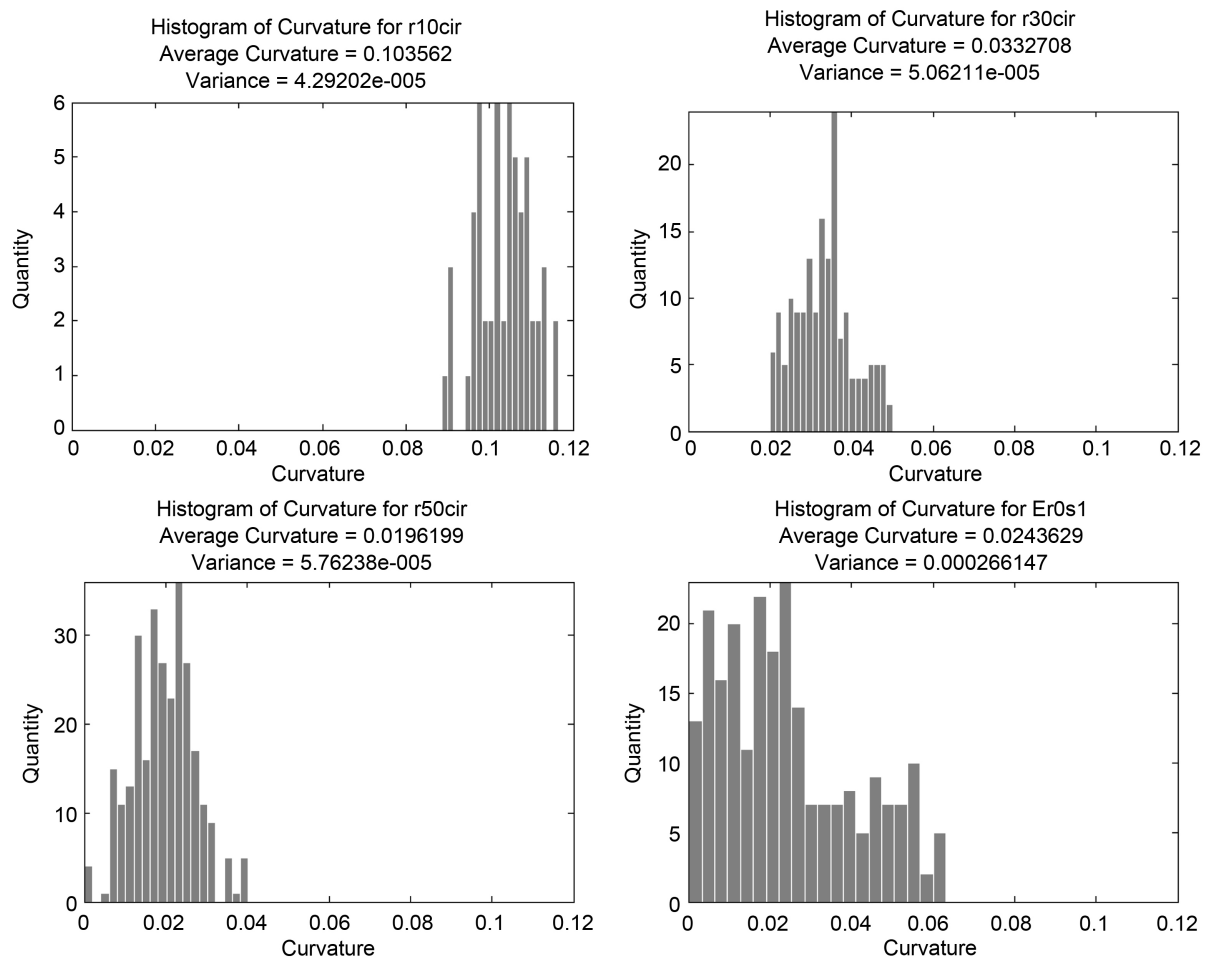 Histogram of Curvature for r10cir
Average Curvature = 0.103562
Variance = 4.29202e-005
6
5
4
3
2
1
0
Quantity
0 0.02 0.04 0.06 0.08 0.1 0.12
Curvature
Histogram of Curvature for r30cir
Average Curvature = 0.0332708
Variance = 5.06211e-005
20
15
10
5
0
Quantity
0 0.02 0.04 0.06 0.08 0.1 0.12
Curvature
Histogram of Curvature for r50cir
Average Curvature = 0.0196199
Variance = 5.76238e-005
30
20
10
0
Quantity
0 0.02 0.04 0.06 0.08 0.1 0.12
Curvature
Histogram of Curvature for Er0s1
Average Curvature = 0.0243629
Variance = 0.000266147
20
15
10
5
0
Quantity
0 0.02 0.04 0.06 0.08 0.1 0.12
Curvature